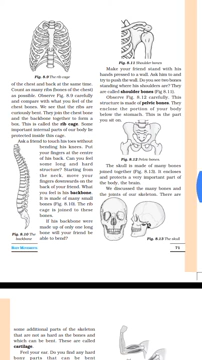 Fig. 8.9 The rib cage
of the chest and back at the same time.
Count as many ribs (bones of the chest)
as possible. Observe Fig. 8.9 carefully
and compare with what you feel of the
chest bones. We see that the ribs are
curiously bent. They join the chest bone
and the backbone together to form a
box. This is called the rib cage. Some
important internal parts of our body lie
protected inside this cage.
Ask a friend to touch his toes without
bending his knees. Put
your fingers at the centre
of his back. Can you feel
some long and hard
structure? Starting from
the neck, move your
fingers downwards on the
back of your friend. What
you feel is his backbone.
It is made of many small
bones (Fig. 8.10). The rib
cage is joined to these
bones.
If his backbone were
made up of only one long
bone will your friend be
able to bend?
Fig. 8.10 The
backbone
BODY MOVEMENTS
Fig. 8.11 Shoulder bones
Make your friend stand with his
hands pressed to a wall. Ask him to and
try to push the wall. Do you see two bones
standing where his shoulders are? They
are called shoulder bones (Fig 8.11).
Observe Fig. 8.12 carefully. This
structure is made of pelvic bones. They
enclose the portion of your body
below the stomach. This is the part
you sit on.
Fig. 8.12 Pelvic bones.
The skull is made of many bones
joined together (Fig. 8.13). It encloses
and protects a very important part of
the body, the brain.
We discussed the many bones and
the joints of our skeleton. There are
Fig. 8.13 The skull
71
some additional parts of the skeleton
that are not as hard as the bones and
which can be bent. These are called
cartilage.
Feel your ear. Do you find any hard
bony parts that can be bent